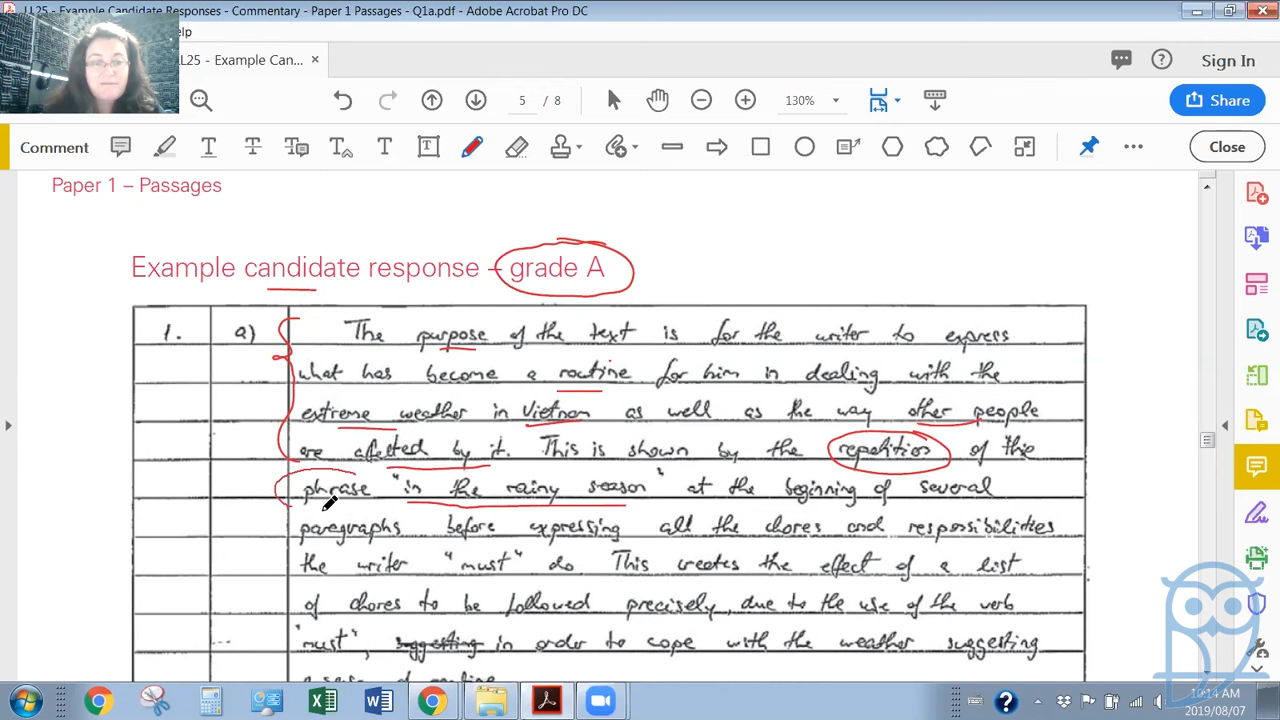 LL25 - Example Candidate Responses - Commentary - Paper 1 Passages - Q1a.pdf - Adobe Acrobat Pro DC
elp
L25 - Example Can...
5 / 8
130%
Sign In
Share
Comment
Close
Paper 1 – Passages
Example candidate response – grade A
1. a) The purpose of the text is for the writer to express
what has become a routine for him in dealing with the
extreme weather in Vietnam as well as the way other people
are affected by it. This is shown by the repetition of the
phrase "in the rainy season" at the beginning of several
paragraphs before expressing all the chores and responsibilities
the writer "must" do. This creates the effect of a list
of chores to be followed precisely, due to the use of the verb
"must", suggesting in order to cope with the weather suggesting
a sense of routine
10:14 AM
2019/08/07